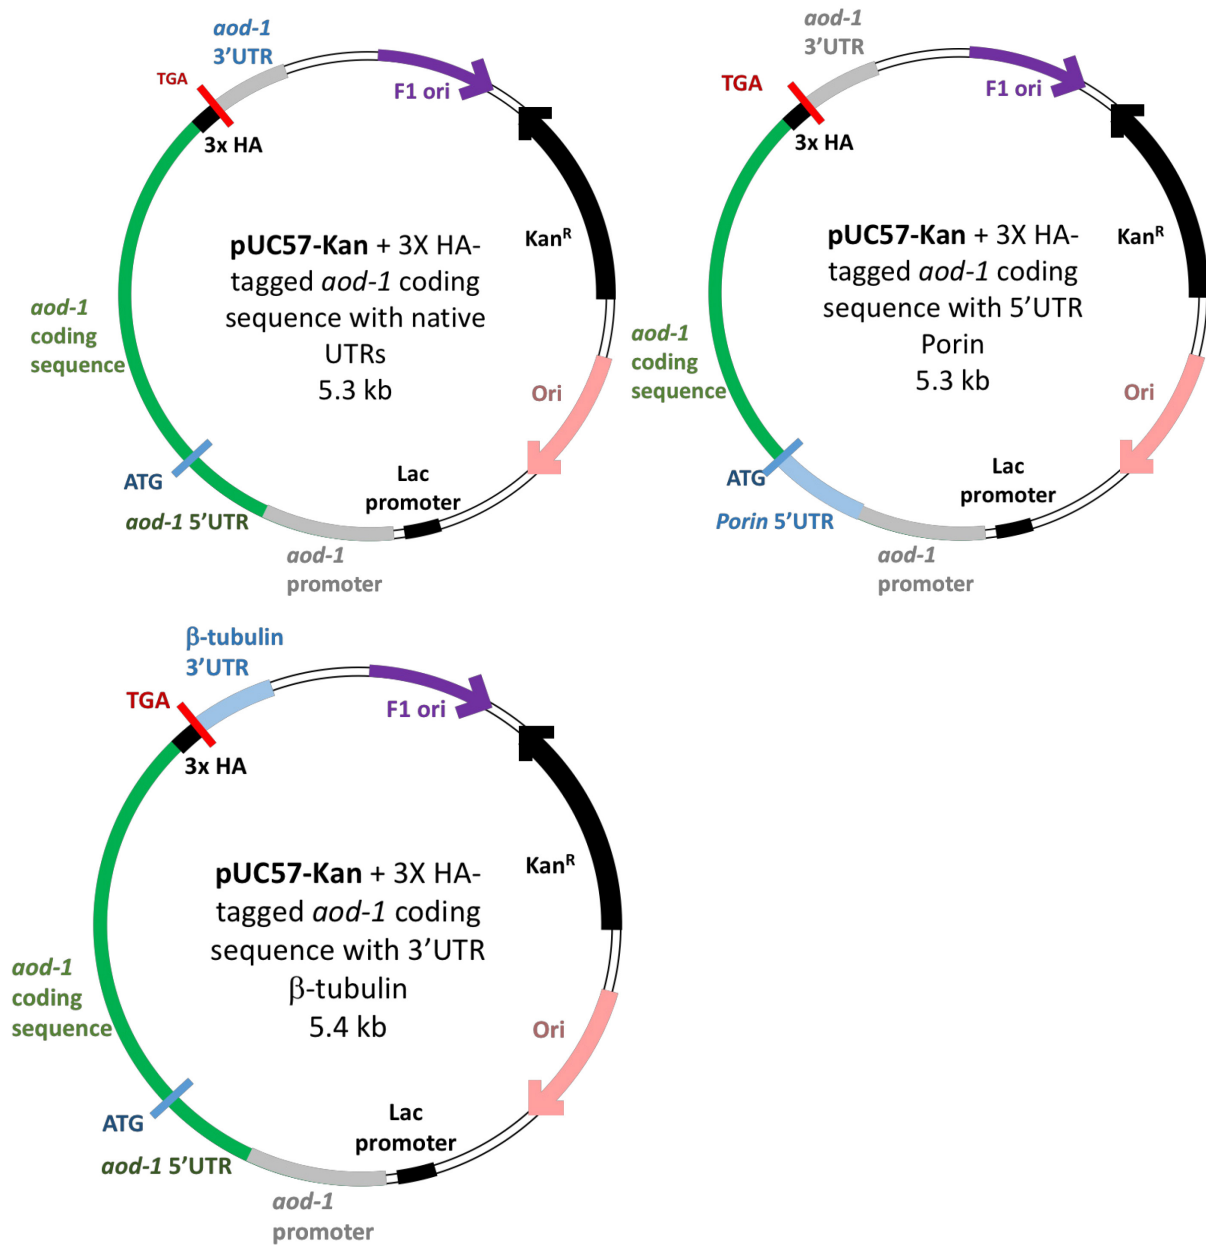 aod-1
3'UTR
TGA
3x HA
F1 ori
pUC57-Kan + 3X HA-
tagged aod-1 coding
sequence with native
UTRs
5.3 kb
KanR
aod-1
coding
sequence
Ori
ATG
Lac
promoter
aod-1 5'UTR
aod-1
promoter
aod-1
3'UTR
TGA
3x HA
F1 ori
pUC57-Kan + 3X HA-
tagged aod-1 coding
sequence with 5'UTR
Porin
5.3 kb
KanR
aod-1
coding
sequence
Ori
ATG
Lac
promoter
Porin 5'UTR
aod-1
promoter
β-tubulin
3'UTR
TGA
3x HA
F1 ori
pUC57-Kan + 3X HA-
tagged aod-1 coding
sequence with 3'UTR
β-tubulin
5.4 kb
KanR
aod-1
coding
sequence
Ori
ATG
Lac
promoter
aod-1 5'UTR
aod-1
promoter